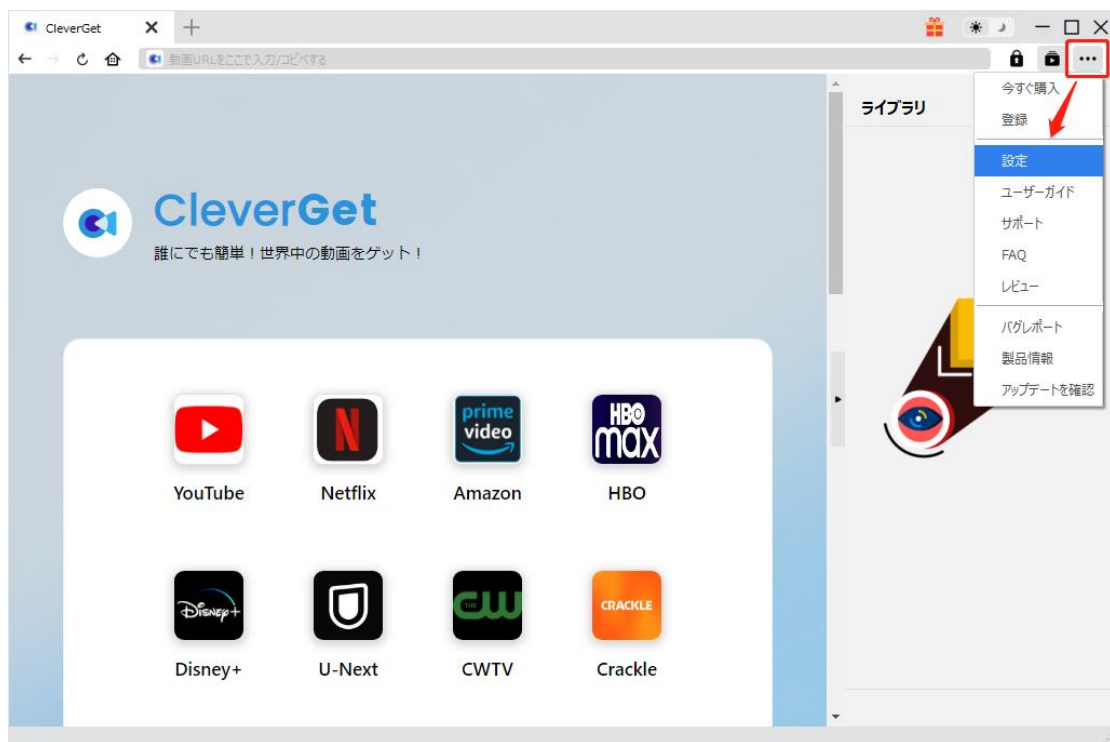 CleverGet
動画URLをここで入力/コピペする
CleverGet
誰にでも簡単！世界中の動画をゲット！
YouTube
prime video
Netflix
Amazon
HBO max
HBO
Disney+
Disney+
U-Next
THE CW
CWTV
CRACKLE
Crackle
ライブラリ
今すぐ購入
登録
設定
ユーザーガイド
サポート
FAQ
レビュー
バグレポート
製品情報
アップデートを確認